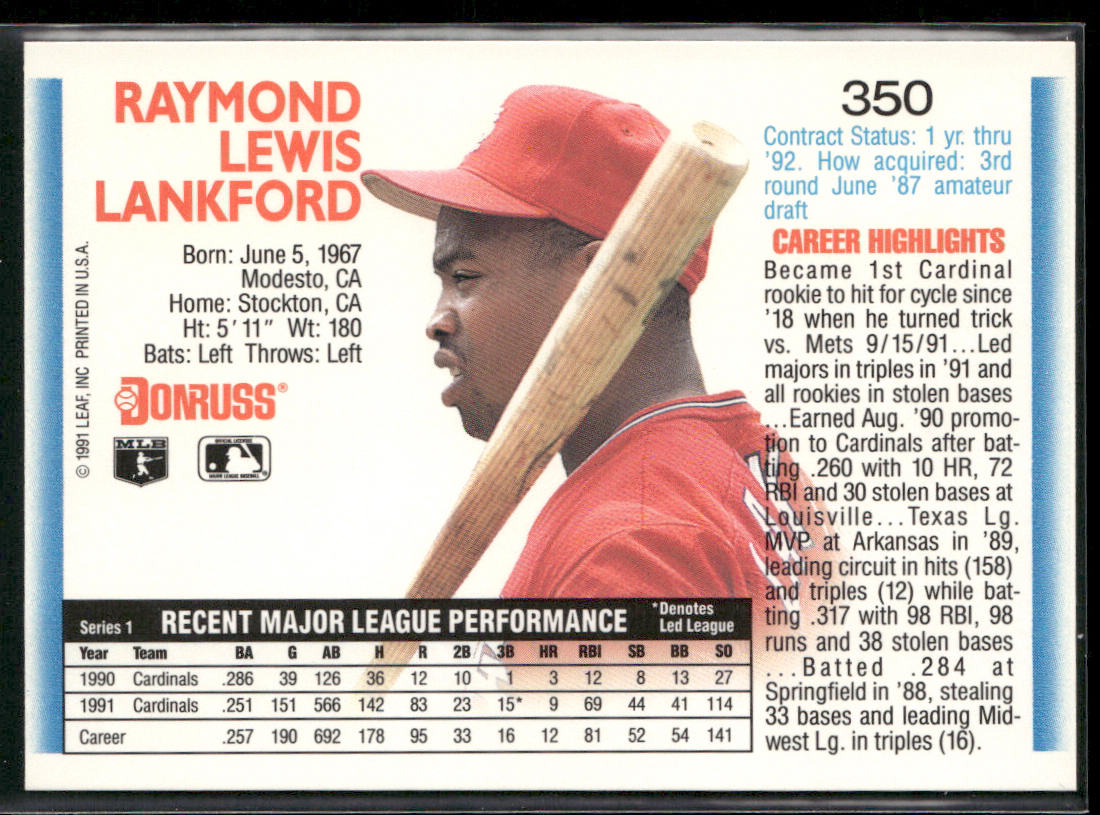 RAYMOND
LEWIS
LANKFORD
Born: June 5, 1967
Modesto, CA
Home: Stockton, CA
Ht: 5'11" Wt: 180
Bats: Left Throws: Left
DONRUSS®
MLB
OFFICIAL LICENSEE
MAJOR LEAGUE BASEBALL
© 1991 LEAF, INC PRINTED IN U.S.A.
350
Contract Status: 1 yr. thru
'92. How acquired: 3rd
round June '87 amateur
draft
CAREER HIGHLIGHTS
Became 1st Cardinal
rookie to hit for cycle since
'18 when he turned trick
vs. Mets 9/15/91...Led
majors in triples in '91 and
all rookies in stolen bases
...Earned Aug. '90 promo-
tion to Cardinals after bat-
ting .260 with 10 HR, 72
RBI and 30 stolen bases at
Louisville...Texas Lg.
MVP at Arkansas in '89,
leading circuit in hits (158)
and triples (12) while bat-
ting .317 with 98 RBI, 98
runs and 38 stolen bases
...Batted .284 at
Springfield in '88, stealing
33 bases and leading Mid-
west Lg. in triples (16).
Series 1 RECENT MAJOR LEAGUE PERFORMANCE *Denotes
Led League
Year Team BA G AB H R 2B 3B HR RBI SB BB SO
1990 Cardinals .286 39 126 36 12 10 1 3 12 8 13 27
1991 Cardinals .251 151 566 142 83 23 15* 9 69 44 41 114
Career .257 190 692 178 95 33 16 12 81 52 54 141